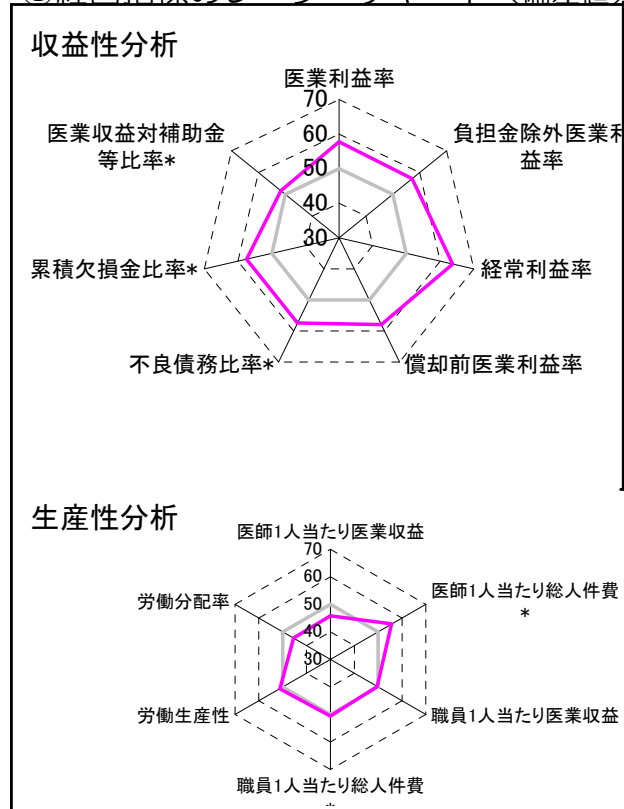 収益性分析
医業利益率
70
60
50
40
30
負担金除外医業利
益率
経常利益率
償却前医業利益率
不良債務比率*
累積欠損金比率*
医業収益対補助金
等比率*
生産性分析
医師1人当たり医業収益
70
60
50
40
30
医師1人当たり総人件費
*
職員1人当たり医業収益
職員1人当たり総人件費
労働生産性
労働分配率